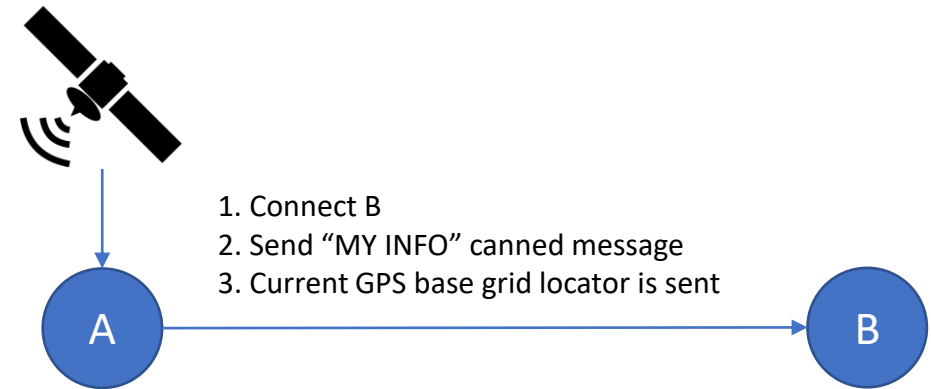 1. Connect B
2. Send “MY INFO” canned message
3. Current GPS base grid locator is sent
A
B